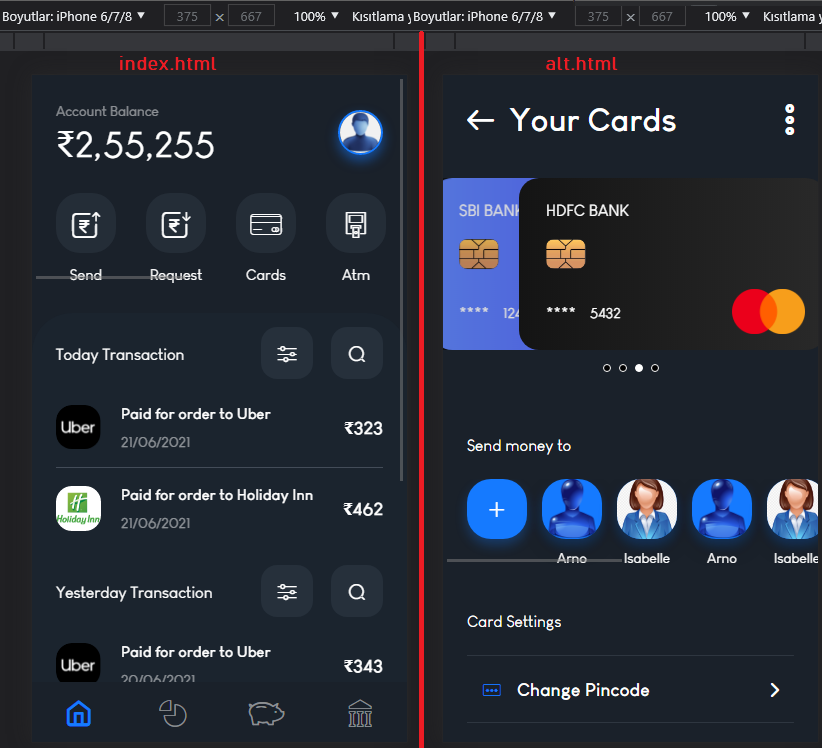 Boyutlar: iPhone 6/7/8 ▼ 375 × 667 100% ▼ Kısıtlama y
Boyutlar: iPhone 6/7/8 ▼ 375 × 667 100% ▼ Kısıtlama y
index.html
Account Balance
₹2,55,255
Send Request Cards Atm
Today Transaction
Uber
Paid for order to Uber
21/06/2021
₹323
Holiday Inn
Paid for order to Holiday Inn
21/06/2021
₹462
Yesterday Transaction
Uber
Paid for order to Uber
20/06/2021
₹343
alt.html
Your Cards
SBI BANK
**** 124
HDFC BANK
**** 5432
Send money to
Arno Isabelle Arno Isabelle
Card Settings
Change Pincode